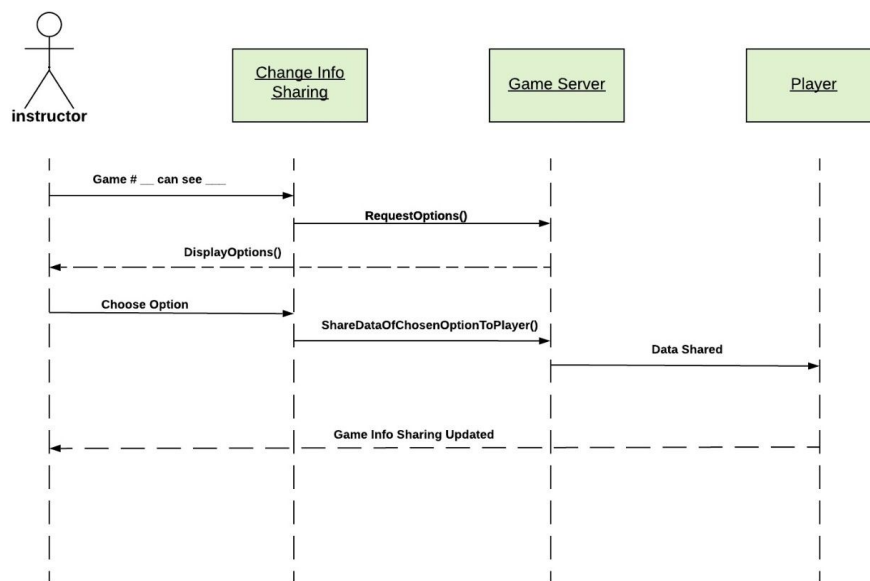 Change Info
Sharing
Game Server
Player
instructor
Game # __ can see ___
RequestOptions()
DisplayOptions()
Choose Option
ShareDataOfChosenOptionToPlayer()
Data Shared
Game Info Sharing Updated